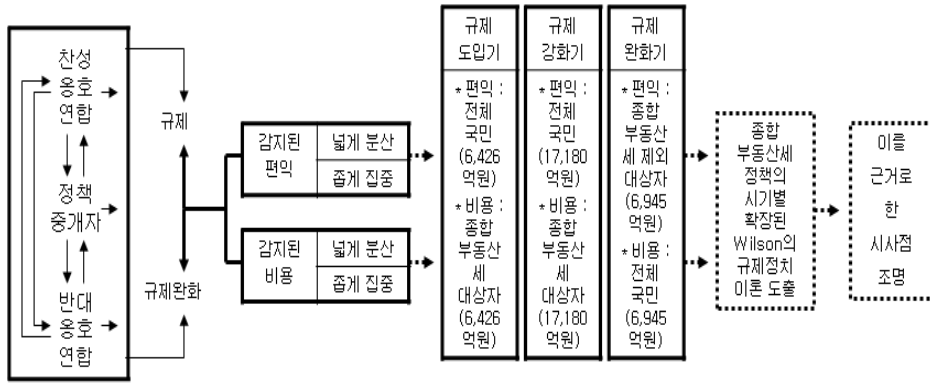 찬성
옹호
연합
정책
중개자
반대
옹호
연합
규제
규제완화
감지된
편익
넓게 분산
좁게 집중
감지된
비용
넓게 분산
좁게 집중
규제
도입기
* 편익 :
전체
국민
(6,426
억원)
* 비용 :
종합
부동산
세
대상자
(6,426
억원)
규제
강화기
* 편익 :
전체
국민
(17,180
억원)
* 비용 :
종합
부동산
세
대상자
(17,180
억원)
규제
완화기
* 편익 :
종합
부동산
세 제외
대상자
(6,945
억원)
* 비용 :
전체
국민
(6,945
억원)
종합
부동산세
정책의
시기별
확장된
Wilson의
규제정치
이론 도출
이를
근거로
한
시사점
조명